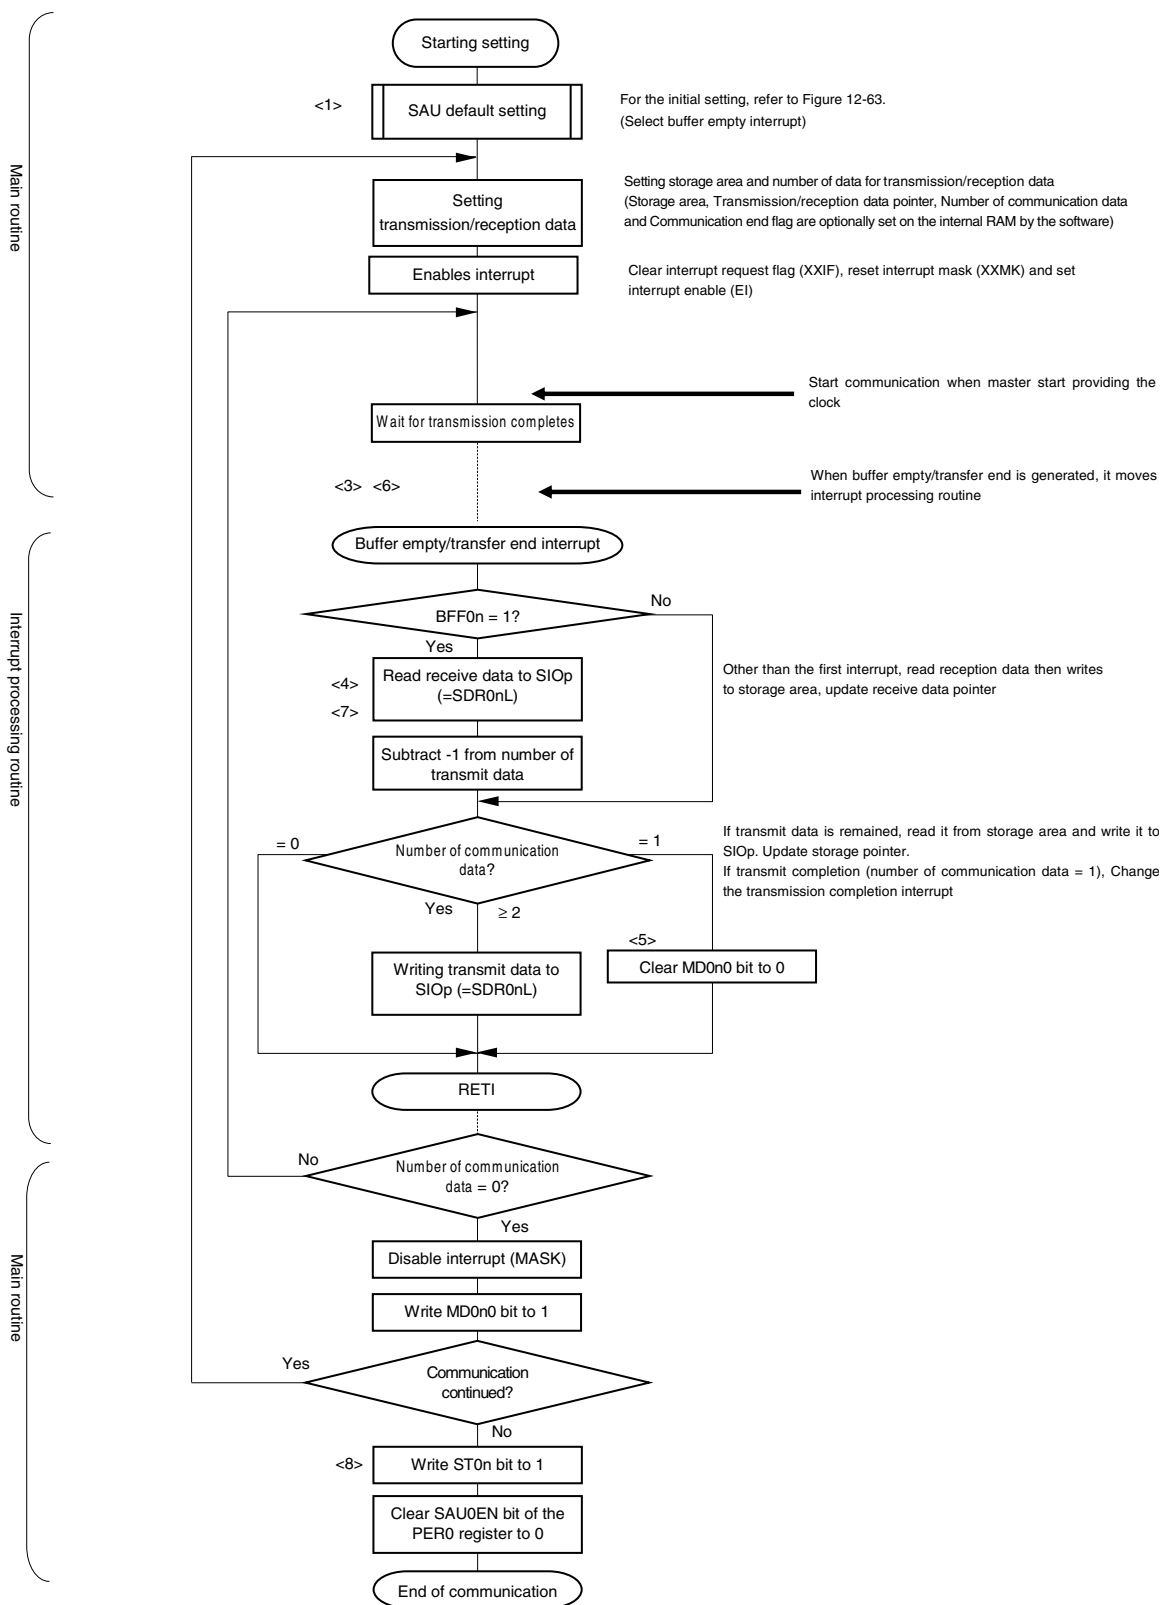 Starting setting
<1>
SAU default setting
For the initial setting, refer to Figure 12-63.
(Select buffer empty interrupt)
Main routine
Setting
transmission/reception data
Setting storage area and number of data for transmission/reception data
(Storage area, Transmission/reception data pointer, Number of communication data
and Communication end flag are optionally set on the internal RAM by the software)
Enables interrupt
Clear interrupt request flag (XXIF), reset interrupt mask (XXMK) and set
interrupt enable (EI)
Start communication when master start providing the
clock
Wait for transmission completes
<3> <6>
When buffer empty/transfer end is generated, it moves
interrupt processing routine
Buffer empty/transfer end interrupt
Interrupt processing routine
BFF0n = 1?
No
Yes
<4>
<7>
Read receive data to SIOp
(=SDR0nL)
Other than the first interrupt, read reception data then writes
to storage area, update receive data pointer
Subtract -1 from number of
transmit data
= 0
Number of communication
data?
= 1
Yes
≥ 2
If transmit data is remained, read it from storage area and write it to
SIOp. Update storage pointer.
If transmit completion (number of communication data = 1), Change
the transmission completion interrupt
<5>
Writing transmit data to
SIOp (=SDR0nL)
Clear MD0n0 bit to 0
RETI
No
Number of communication
data = 0?
Yes
Main routine
Disable interrupt (MASK)
Write MD0n0 bit to 1
Yes
Communication
continued?
No
<8>
Write ST0n bit to 1
Clear SAU0EN bit of the
PER0 register to 0
End of communication